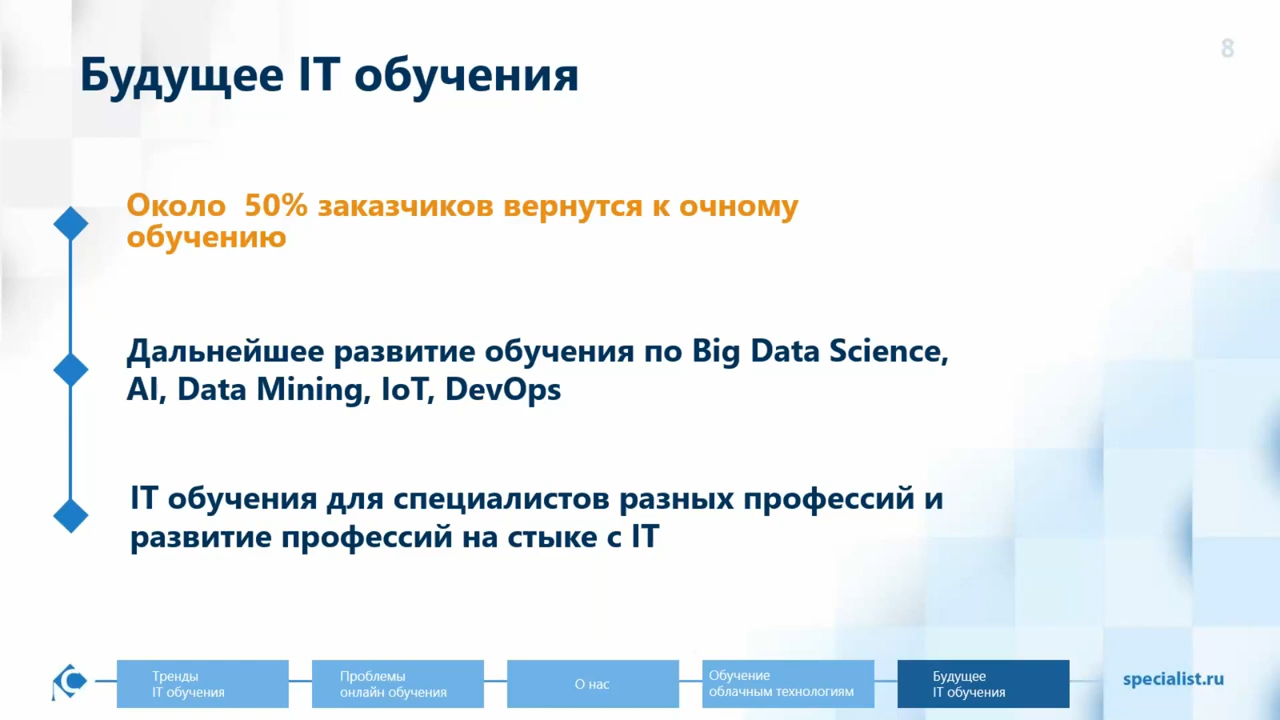 8
Будущее IT обучения
Около 50% заказчиков вернутся к очному
обучению
Дальнейшее развитие обучения по Big Data Science,
AI, Data Mining, IoT, DevOps
IT обучения для специалистов разных профессий и
развитие профессий на стыке с IT
Тренды
IT обучения
Проблемы
онлайн обучения
О нас
Обучение
облачным технологиям
Будущее
IT обучения
specialist.ru